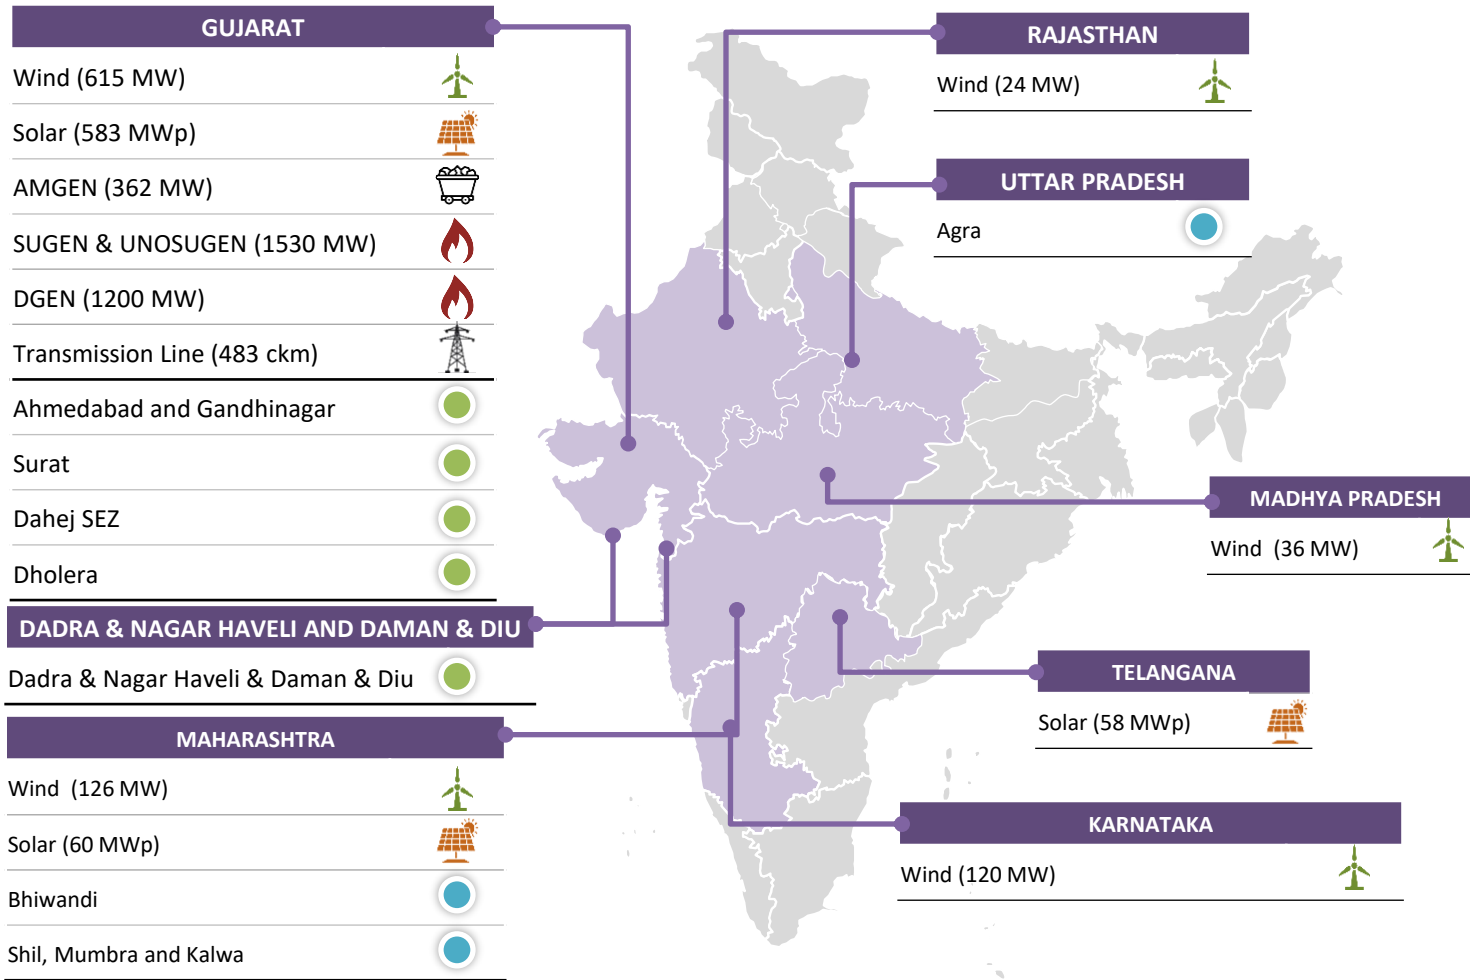 GUJARAT
Wind (615 MW)
Solar (583 MWp)
AMGEN (362 MW)
SUGEN & UNOSUGEN (1530 MW)
DGEN (1200 MW)
Transmission Line (483 ckm)
Ahmedabad and Gandhinagar
Surat
Dahej SEZ
Dholera
DADRA & NAGAR HAVELI AND DAMAN & DIU
Dadra & Nagar Haveli & Daman & Diu
MAHARASHTRA
Wind (126 MW)
Solar (60 MWp)
Bhiwandi
Shil, Mumbra and Kalwa
RAJASTHAN
Wind (24 MW)
UTTAR PRADESH
Agra
MADHYA PRADESH
Wind (36 MW)
TELANGANA
Solar (58 MWp)
KARNATAKA
Wind (120 MW)